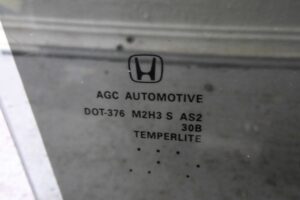 AGC AUTOMOTIVE
DOT-376 M2H3 S AS2
30B
TEMPERLITE